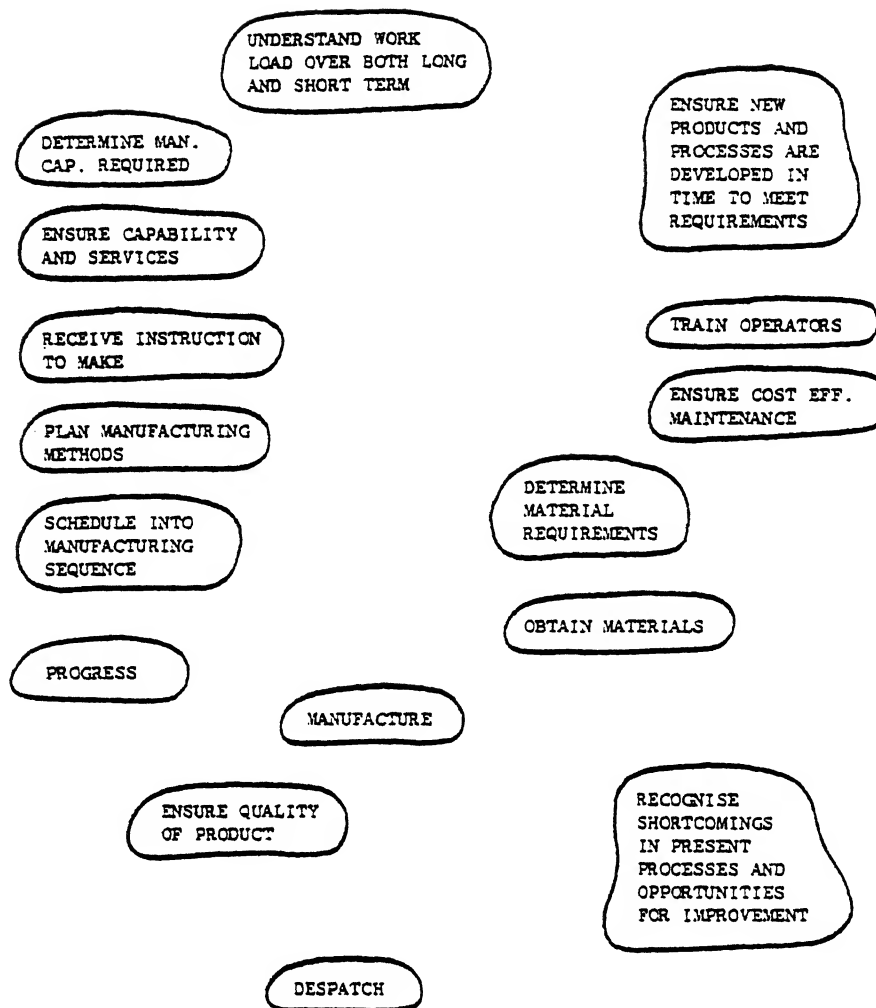 UNDERSTAND WORK
LOAD OVER BOTH LONG
AND SHORT TERM
ENSURE NEW
PRODUCTS AND
PROCESSES ARE
DEVELOPED IN
TIME TO MEET
REQUIREMENTS
DETERMINE MAN.
CAP. REQUIRED
ENSURE CAPABILITY
AND SERVICES
RECEIVE INSTRUCTION
TO MAKE
TRAIN OPERATORS
ENSURE COST EFF.
MAINTENANCE
PLAN MANUFACTURING
METHODS
DETERMINE
MATERIAL
REQUIREMENTS
SCHEDULE INTO
MANUFACTURING
SEQUENCE
OBTAIN MATERIALS
PROGRESS
MANUFACTURE
ENSURE QUALITY
OF PRODUCT
RECOGNISE
SHORTCOMINGS
IN PRESENT
PROCESSES AND
OPPORTUNITIES
FOR IMPROVEMENT
DESPATCH